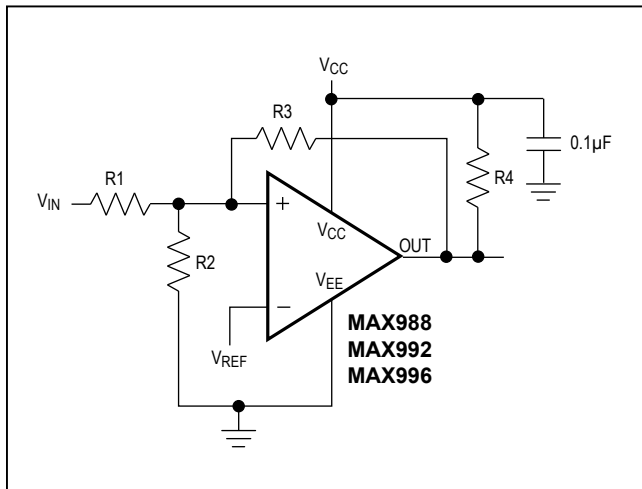 VCC
R3
0.1µF
R4
R1
VIN
+
VCC
OUT
R2
VEE
−
MAX988
VREF
MAX992
MAX996